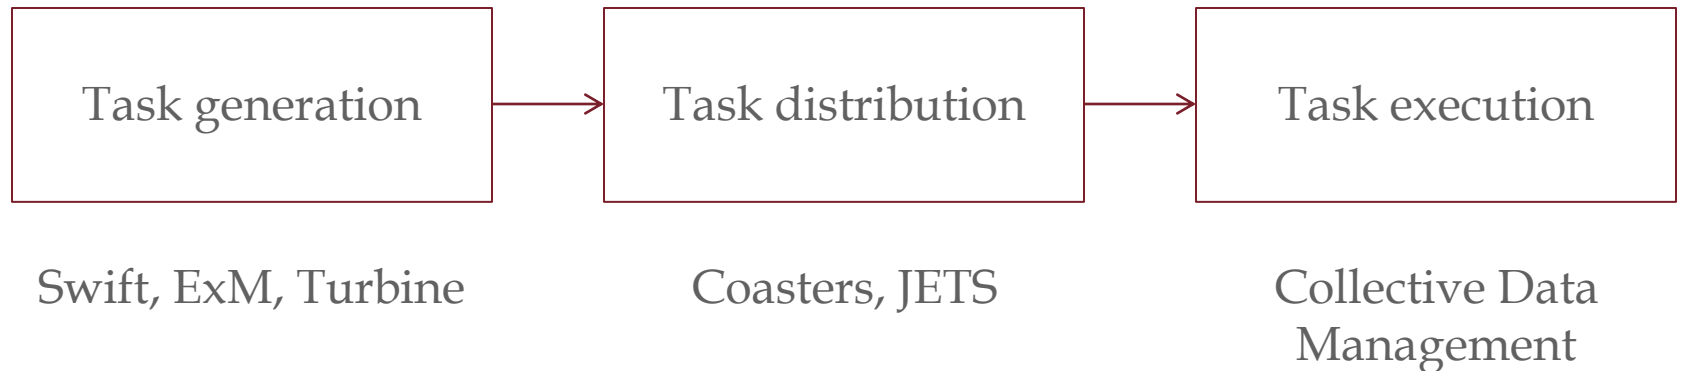 Task generation
Task distribution
Task execution
Swift, ExM, Turbine
Coasters, JETS
Collective Data
Management